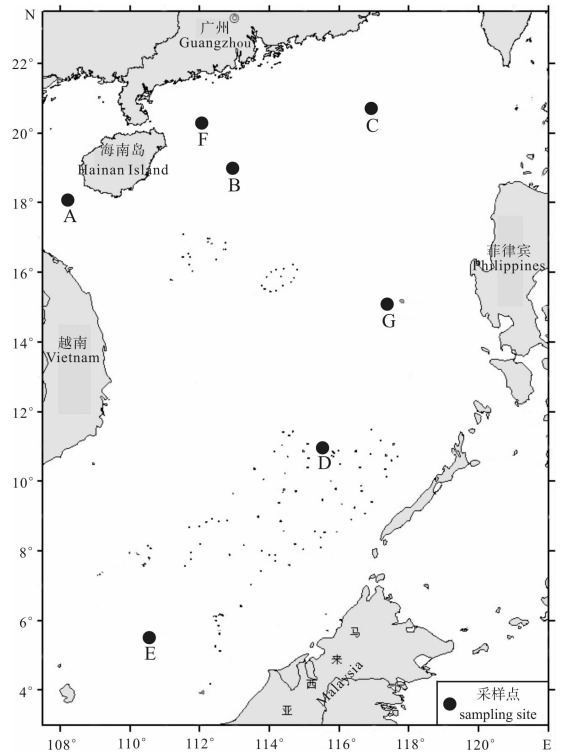 N
广州
Guangzhou
22°
C
F
20°
海南岛
Hainan Island
B
18°
A
菲律宾
Philippines
16°
G
越南
Vietnam
14°
12°
D
10°
8°
6°
E
马
来
西
亚
Malaysia
4°
采样点
sampling site
108°
110°
112°
114°
116°
118°
120°
E